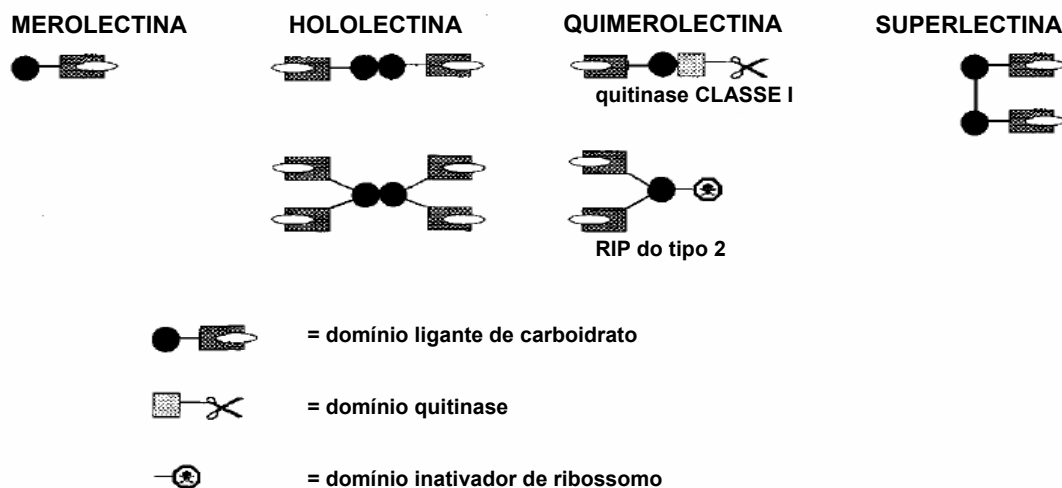 MEROLECTINA HOLOLECTINA QUIMEROLECTINA SUPERLECTINA
quitinase CLASSE I
RIP do tipo 2
= domínio ligante de carboidrato
= domínio quitinase
= domínio inativador de ribossomo